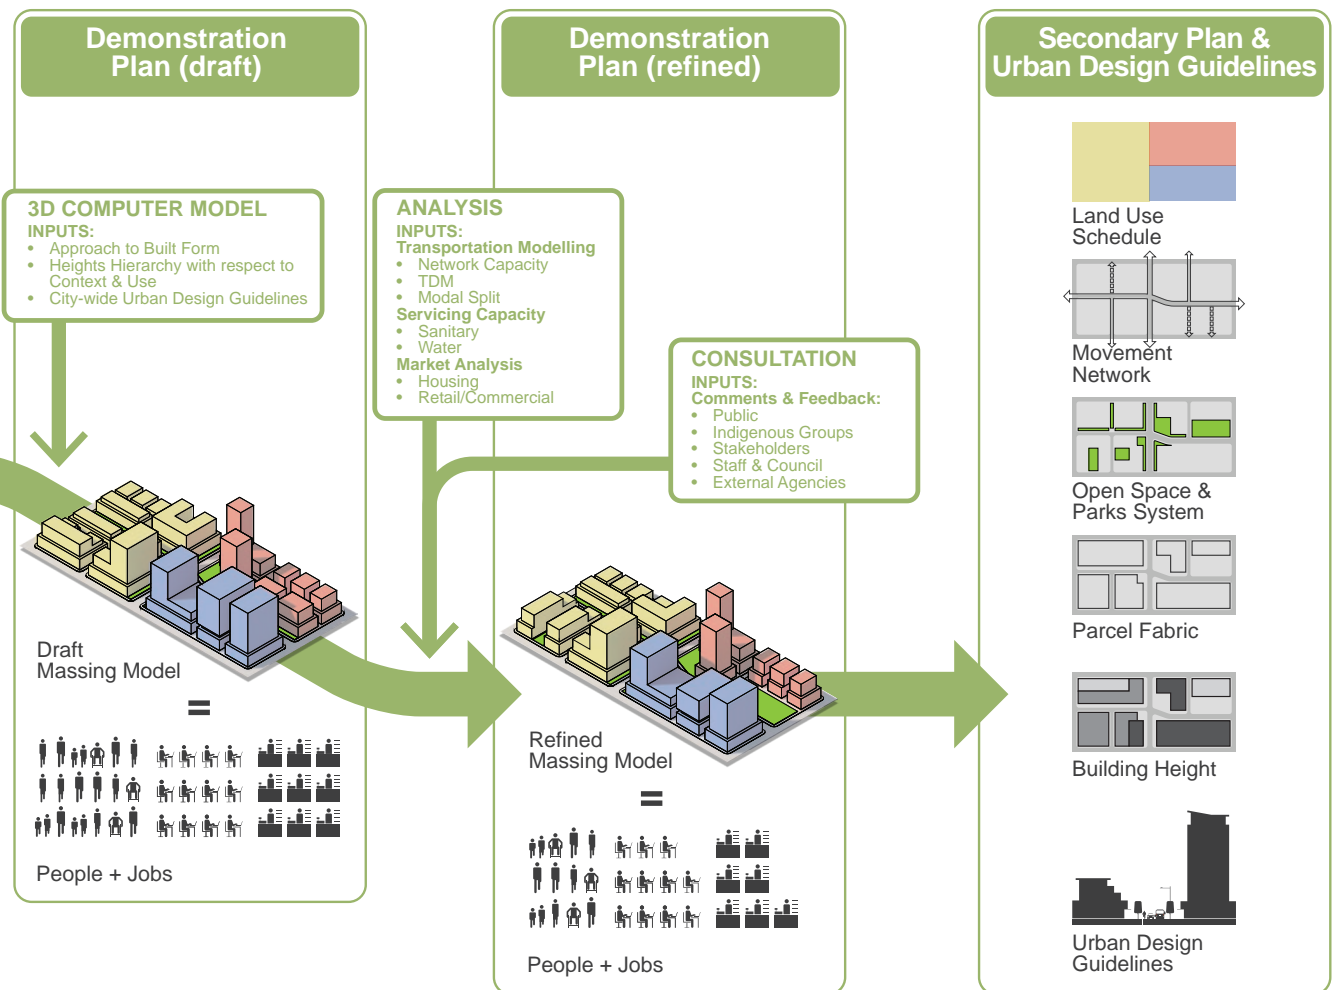 Demonstration
Plan (draft)
3D COMPUTER MODEL
INPUTS:
• Approach to Built Form
• Heights Hierarchy with respect to
Context & Use
• City-wide Urban Design Guidelines
Draft
Massing Model
=
People + Jobs
ANALYSIS
INPUTS:
Transportation Modelling
• Network Capacity
• TDM
• Modal Split
Servicing Capacity
• Sanitary
• Water
Market Analysis
• Housing
• Retail/Commercial
Demonstration
Plan (refined)
CONSULTATION
INPUTS:
Comments & Feedback:
• Public
• Indigenous Groups
• Stakeholders
• Staff & Council
• External Agencies
Refined
Massing Model
=
People + Jobs
Secondary Plan &
Urban Design Guidelines
Land Use
Schedule
Movement
Network
Open Space &
Parks System
Parcel Fabric
Building Height
Urban Design
Guidelines